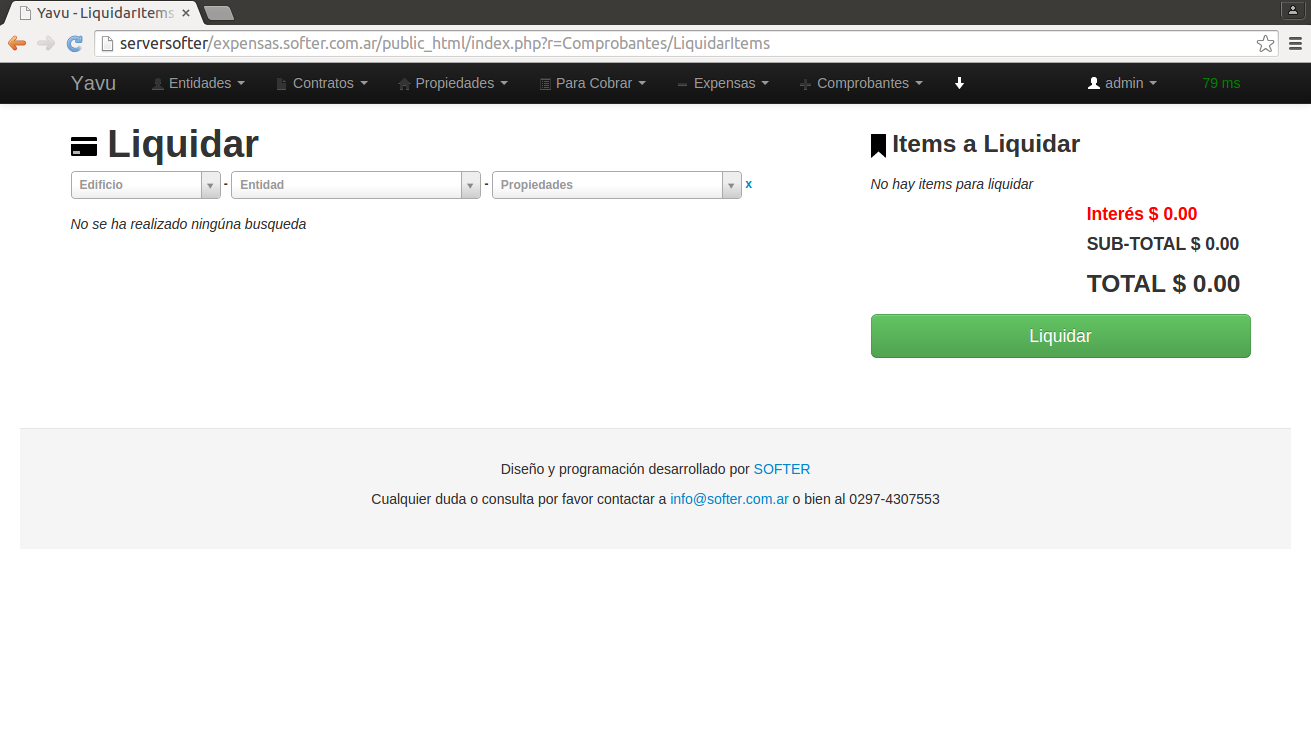 Yavu - LiquidarItems
serversofter/expensas.softer.com.ar/public_html/index.php?r=Comprobantes/LiquidarItems
Yavu Entidades Contratos Propiedades Para Cobrar Expensas Comprobantes admin 79 ms
Liquidar
Edificio - Entidad - Propiedades x
No se ha realizado ningúna busqueda
Items a Liquidar
No hay items para liquidar
Interés $ 0.00
SUB-TOTAL $ 0.00
TOTAL $ 0.00
Liquidar
Diseño y programación desarrollado por SOFTER
Cualquier duda o consulta por favor contactar a info@softer.com.ar o bien al 0297-4307553